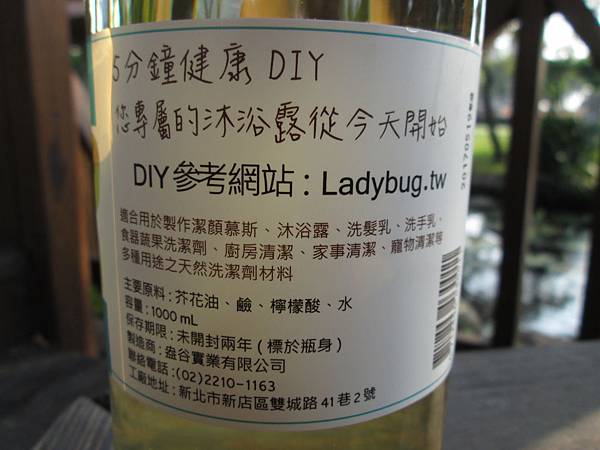 5分鐘健康 DIY
您專屬的沐浴露從今天開始
DIY 參考網站：Ladybug.tw
適合用於製作潔顏慕斯、沐浴露、洗髮乳、洗手乳、
食器蔬果洗潔劑、廚房清潔、家事清潔、寵物清潔等
多種用途之天然洗潔劑材料
主要原料：芥花油、鹼、檸檬酸、水
容量：1000 mL
保存期限：未開封兩年（標於瓶身）
製造商：盎谷實業有限公司
聯絡電話：(02)2210-1163
工廠地址：新北市新店區雙城路 41 巷 2 號